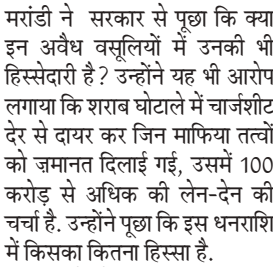 मरांडी ने सरकार से पूछा कि क्या
इन अवैध वसूलियों में उनकी भी
हिस्सेदारी है? उन्होंने यह भी आरोप
लगाया कि शराब घोटाले में चार्जशीट
देर से दायर कर जिन माफिया तत्वों
को ज़मानत दिलाई गई, उसमें 100
करोड़ से अधिक की लेन-देन की
चर्चा है. उन्होंने पूछा कि इस धनराशि
में किसका कितना हिस्सा है.